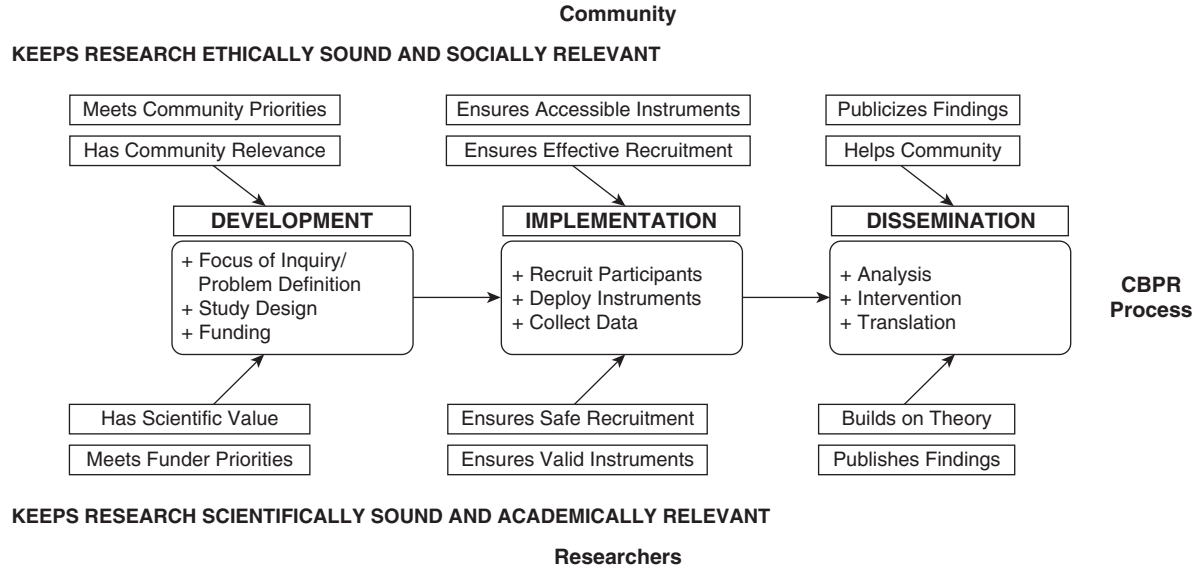 Community
KEEPS RESEARCH ETHICALLY SOUND AND SOCIALLY RELEVANT
Meets Community Priorities
Has Community Relevance
Ensures Accessible Instruments
Ensures Effective Recruitment
Publicizes Findings
Helps Community
DEVELOPMENT
+ Focus of Inquiry/
Problem Definition
+ Study Design
+ Funding
IMPLEMENTATION
+ Recruit Participants
+ Deploy Instruments
+ Collect Data
DISSEMINATION
+ Analysis
+ Intervention
+ Translation
CBPR
Process
Has Scientific Value
Meets Funder Priorities
Ensures Safe Recruitment
Ensures Valid Instruments
Builds on Theory
Publishes Findings
KEEPS RESEARCH SCIENTIFICALLY SOUND AND ACADEMICALLY RELEVANT
Researchers